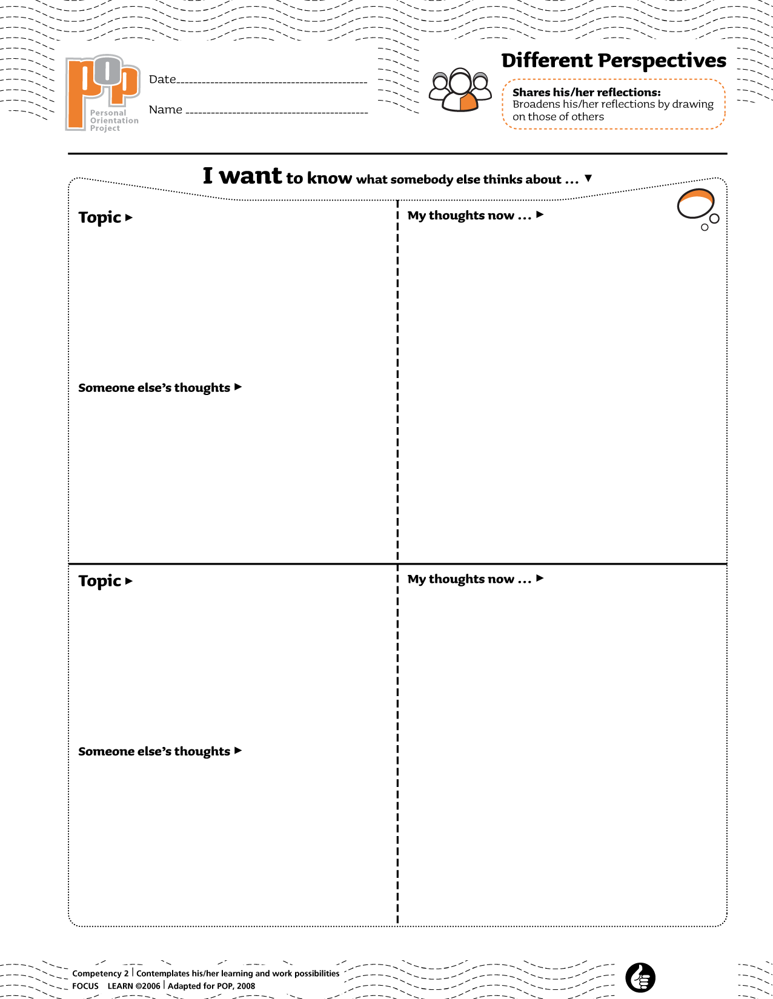 pop
Personal
Orientation
Project
Date
Name
Different Perspectives
Shares his/her reflections:
Broadens his/her reflections by drawing
on those of others
I want to know what somebody else thinks about ... ▼
Topic ►
My thoughts now ... ►
Someone else’s thoughts ►
Topic ►
My thoughts now ... ►
Someone else’s thoughts ►
Competency 2 | Contemplates his/her learning and work possibilities
FOCUS LEARN ©2006 | Adapted for POP, 2008